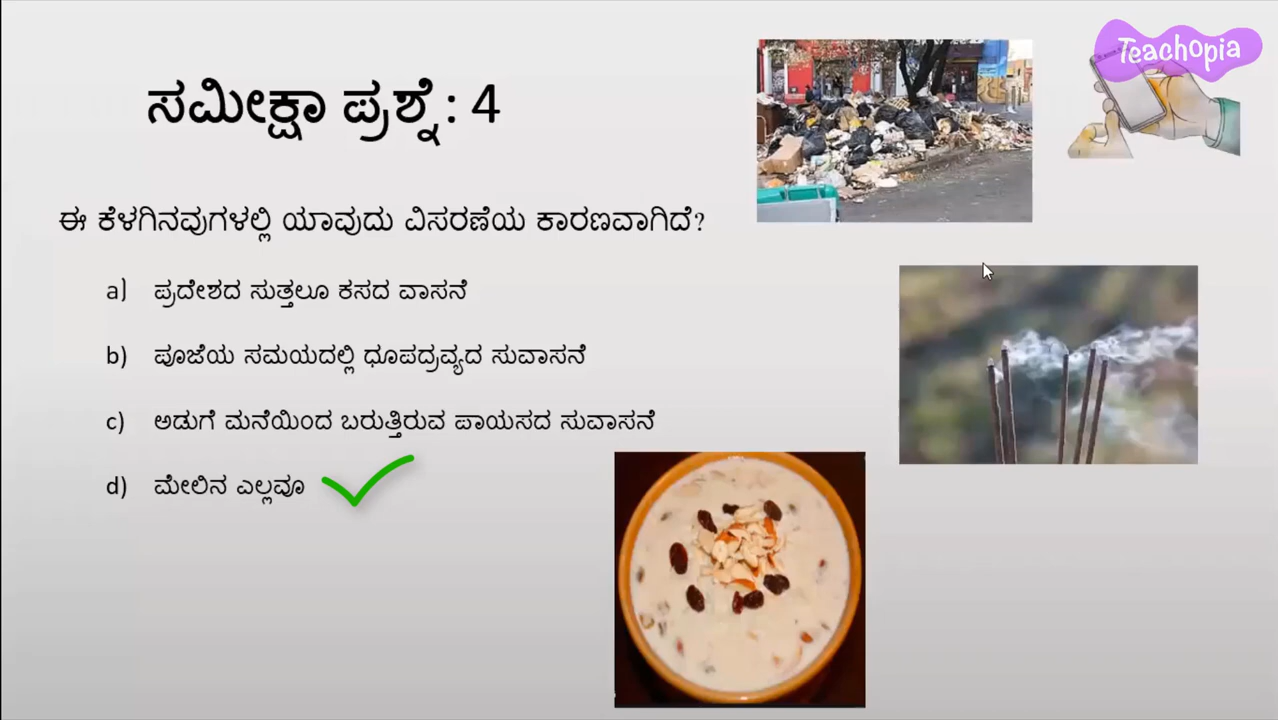 Teachopia
ಸಮೀಕ್ಷಾ ಪ್ರಶ್ನೆ: 4
ಈ ಕೆಳಗಿನವುಗಳಲ್ಲಿ ಯಾವುದು ವಿಸರಣೆಯ ಕಾರಣವಾಗಿದೆ?
a) ಪ್ರದೇಶದ ಸುತ್ತಲೂ ಕಸದ ವಾಸನೆ
b) ಪೂಜೆಯ ಸಮಯದಲ್ಲಿ ಧೂಪದ್ರವ್ಯದ ಸುವಾಸನೆ
c) ಅಡುಗೆ ಮನೆಯಿಂದ ಬರುತ್ತಿರುವ ಪಾಯಸದ ಸುವಾಸನೆ
d) ಮೇಲಿನ ಎಲ್ಲವೂ